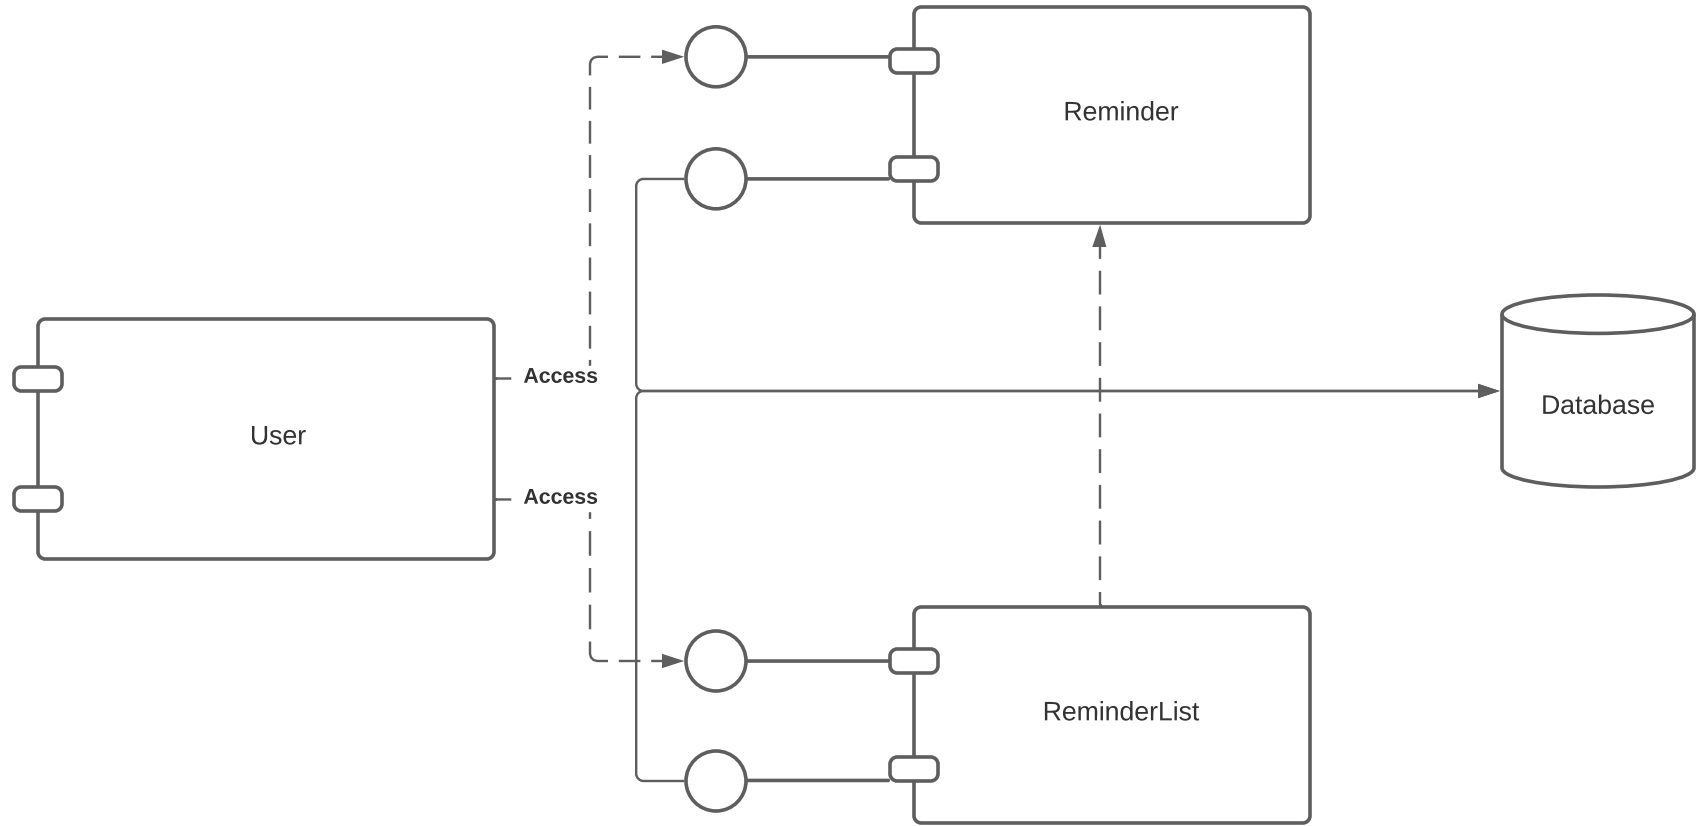 Reminder
Access
User
Database
Access
ReminderList